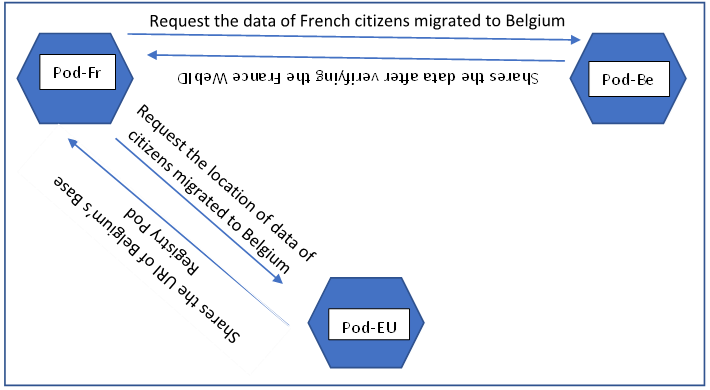 Request the data of French citizens migrated to Belgium
Pod-Fr
Pod-Be
Shares the data after verifying the France WebID
Request the location of data of
citizens migrated to Belgium
Shares the URI of Belgium's Base
Registry Pod
Pod-EU